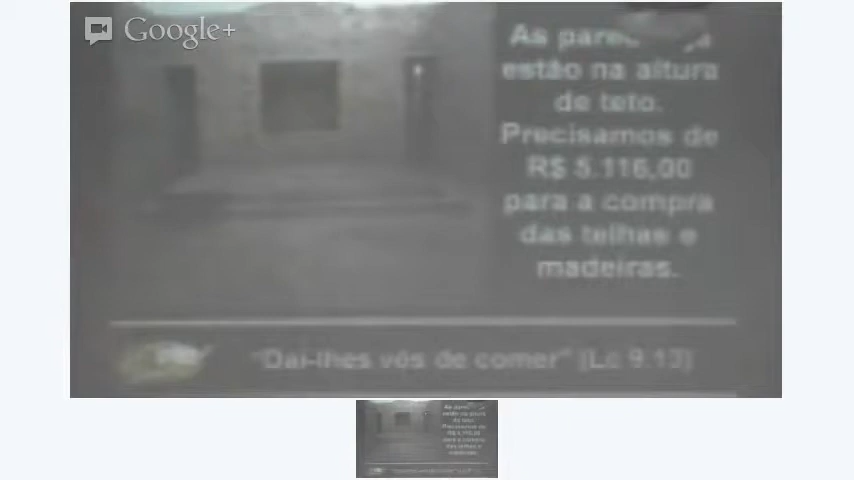 Google+
As
estão na altura
de teto.
Precisamos de
R$ 5.116,00
para a compra
das telhas e
madeiras.
"Dai-lhes vós de comer" (Lc 9.13)